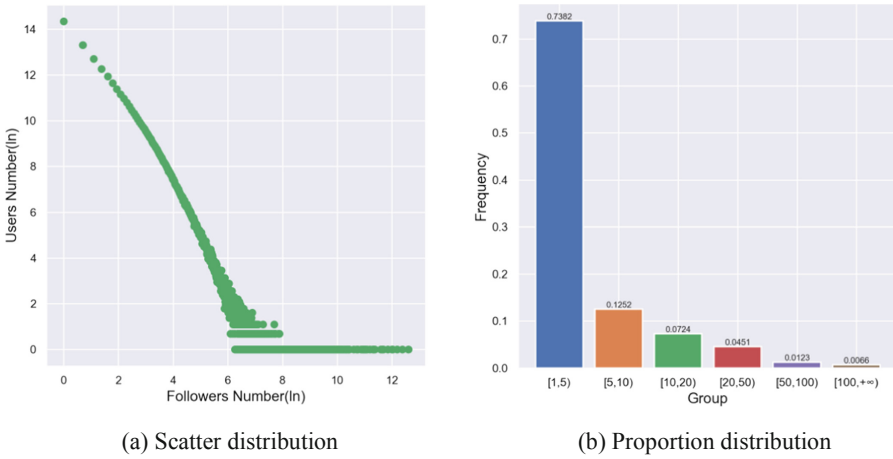 14
12
10
8
6
4
2
0
Users Number(ln)
0 2 4 6 8 10 12
Followers Number(ln)
(a) Scatter distribution
0.7
0.6
0.5
0.4
0.3
0.2
0.1
0.0
Frequency
0.7382
0.1252
0.0724
0.0451
0.0123
0.0066
[1,5) [5,10) [10,20) [20,50) [50,100) [100,+∞)
Group
(b) Proportion distribution